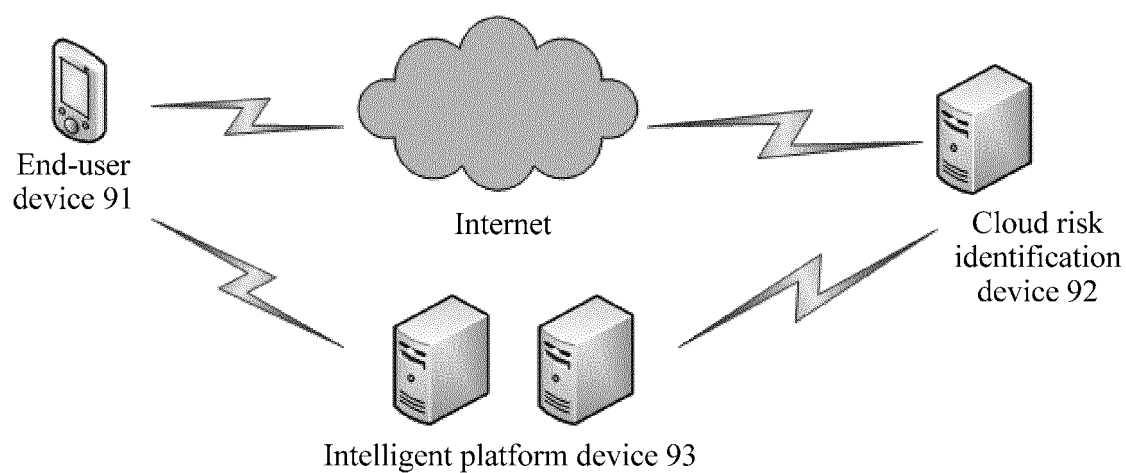 End-user
device 91
Internet
Cloud risk
identification
device 92
Intelligent platform device 93